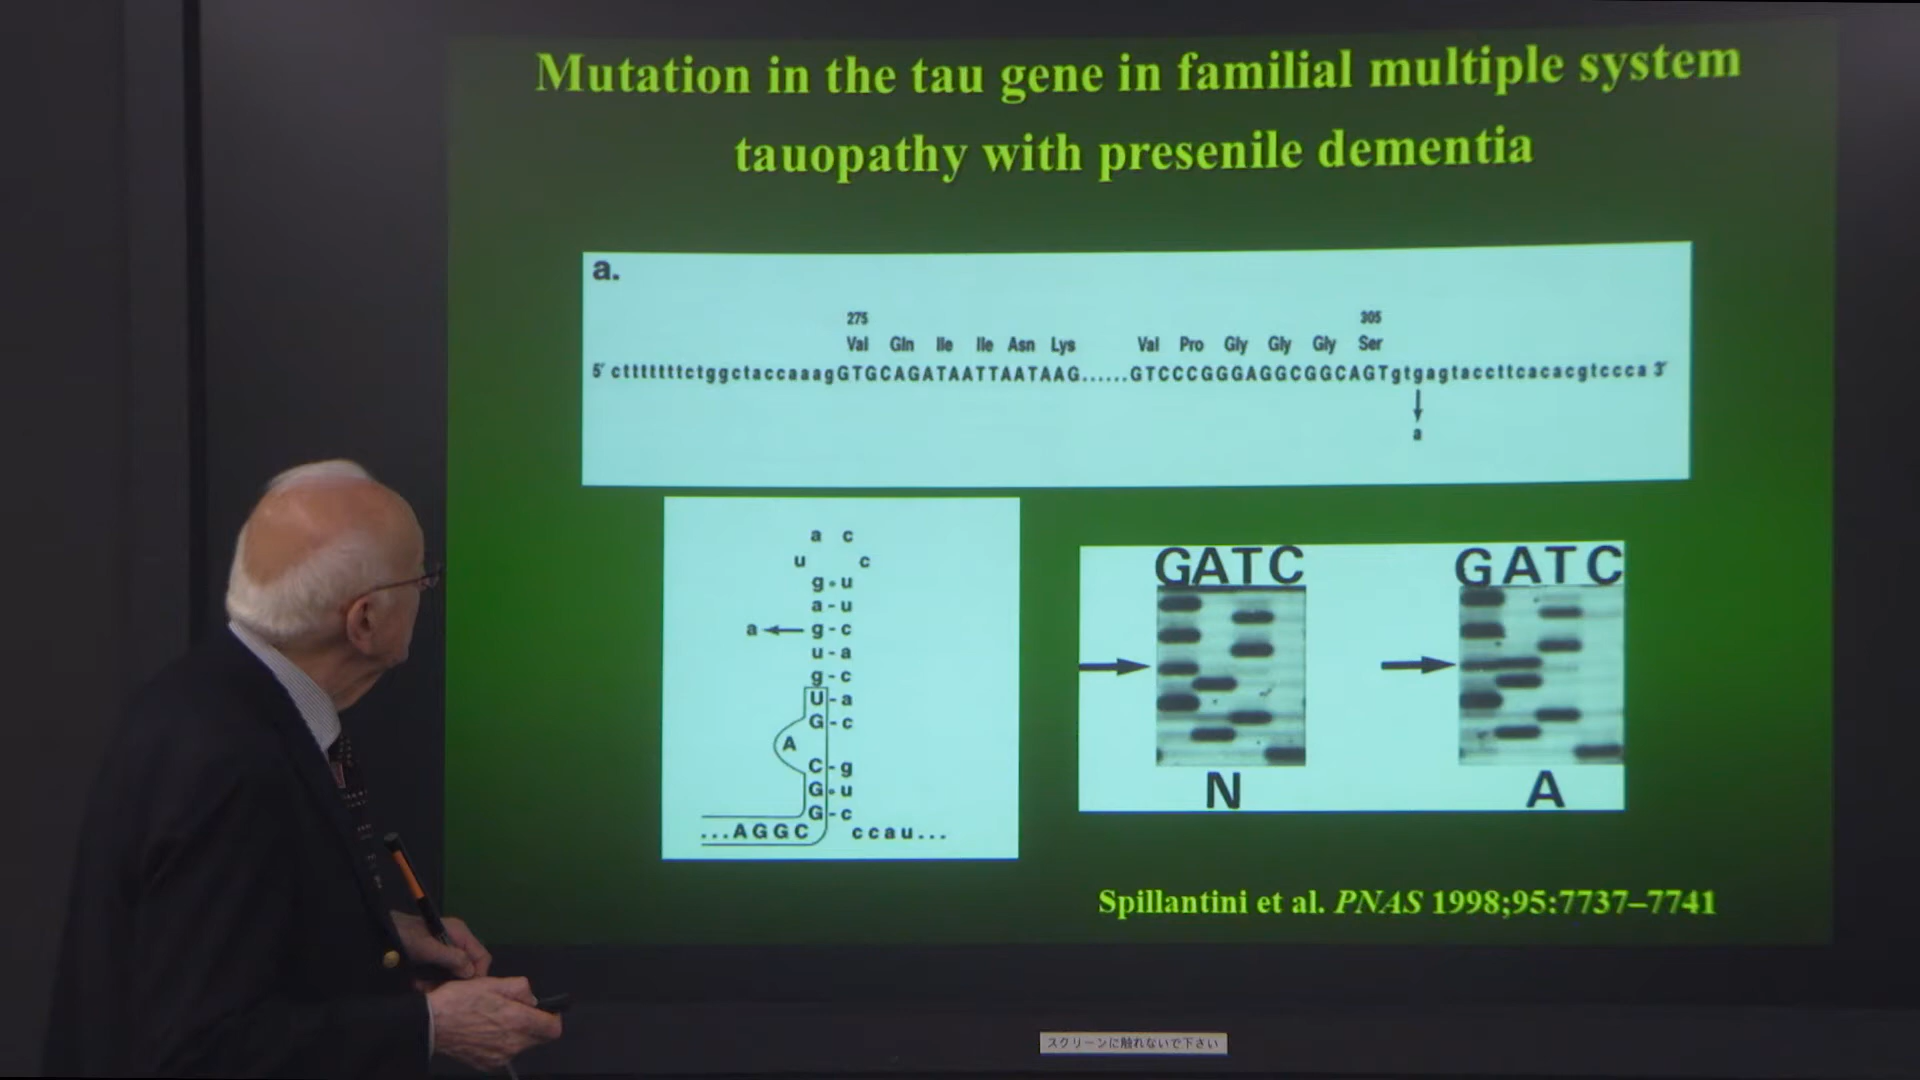 Mutation in the tau gene in familial multiple system
tauopathy with presenile dementia
a.
275 305
Val Gln Ile Ile Asn Lys Val Pro Gly Gly Gly Ser
5' cttttttttctggctaccaaagGTGCAGATAATTAATAAG......GTCCCGGGAGGCGGCAGTgtgagtaccttcacacgtccca 3'
a
a c
u c
g u
a - u
a g - c
u - a
g - c
U - a
G - c
A
C - g
G u
G - c
...AGGC ccau...
GATC
N
GATC
A
Spillantini et al. PNAS 1998;95:7737–7741
スクリーンに触れないで下さい